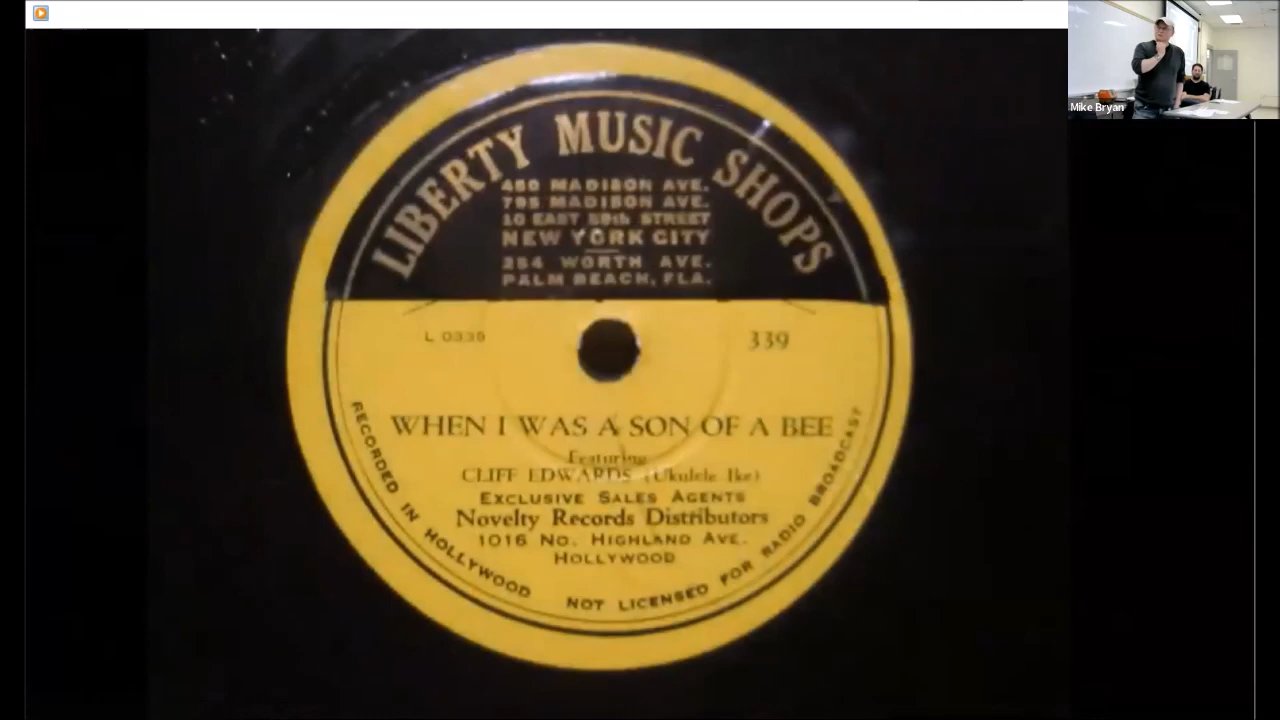 Mike Bryan
LIBERTY MUSIC SHOPS
450 MADISON AVE.
795 MADISON AVE.
10 EAST 59th STREET
NEW YORK CITY
254 WORTH AVE.
PALM BEACH, FLA.
L 0339
339
WHEN I WAS A SON OF A BEE
Featuring
CLIFF EDWARDS (Ukulele Ike)
EXCLUSIVE SALES AGENTS
Novelty Records Distributors
1016 NO. HIGHLAND AVE.
HOLLYWOOD
RECORDED IN HOLLYWOOD
NOT LICENSED FOR RADIO BROADCAST